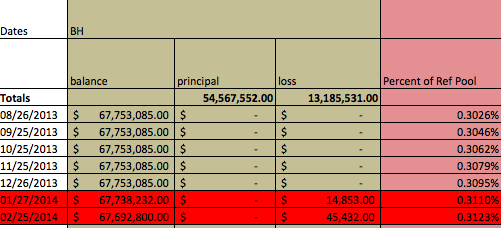 Dates BH
balance principal loss Percent of Ref Pool
Totals 54,567,552.00 13,185,531.00
08/26/2013 $ 67,753,085.00 $ - $ - 0.3026%
09/25/2013 $ 67,753,085.00 $ - $ - 0.3046%
10/25/2013 $ 67,753,085.00 $ - $ - 0.3062%
11/25/2013 $ 67,753,085.00 $ - $ - 0.3079%
12/26/2013 $ 67,753,085.00 $ - $ - 0.3095%
01/27/2014 $ 67,738,232.00 $ - $ 14,853.00 0.3110%
02/25/2014 $ 67,692,800.00 $ - $ 45,432.00 0.3123%